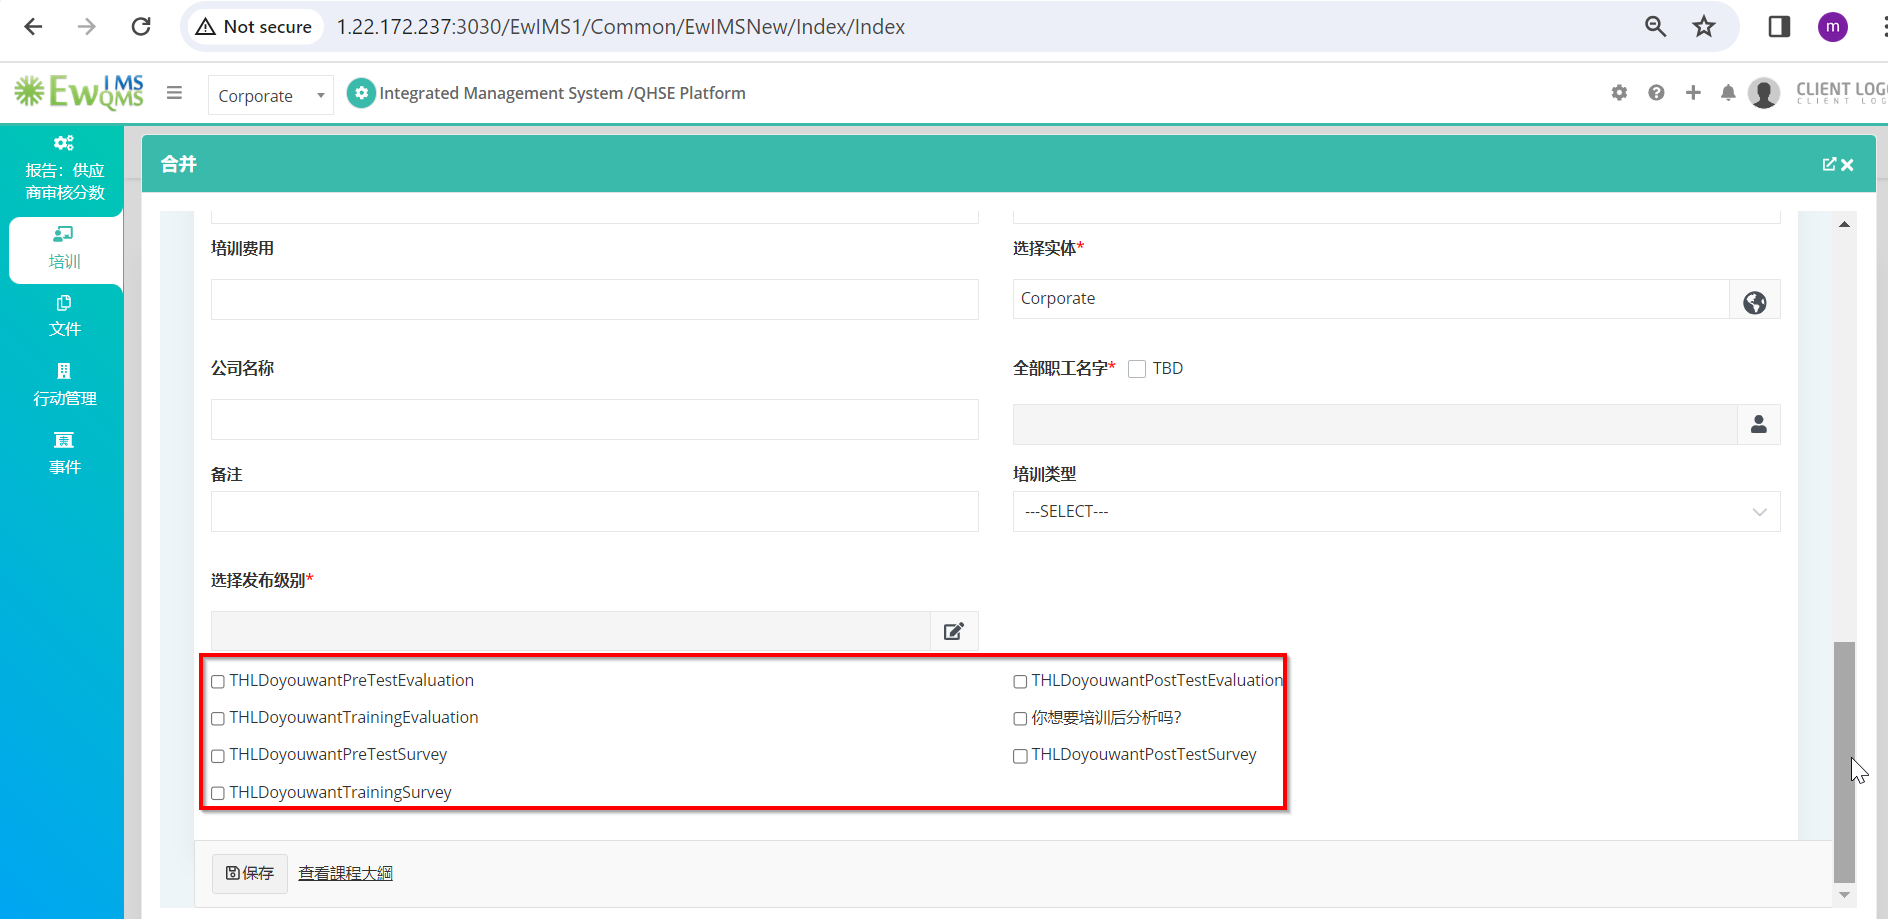 Not secure 1.22.172.237:3030/EwIMS1/Common/EwIMSNew/Index/Index
m
Ew IMS QMS
Corporate
Integrated Management System /QHSE Platform
CLIENT LOG
CLIENT LOG
报告：供应
商审核分数
培训
文件
行动管理
事件
合并
培训费用
选择实体*
Corporate
公司名称
全部职工名字* TBD
备注
培训类型
---SELECT---
选择发布级别*
THLDoyouwantPreTestEvaluation
THLDoyouwantPostTestEvaluation
THLDoyouwantTrainingEvaluation
你想要培训后分析吗?
THLDoyouwantPreTestSurvey
THLDoyouwantPostTestSurvey
THLDoyouwantTrainingSurvey
保存
查看課程大綱